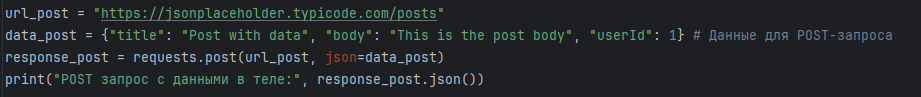 url_post = "https://jsonplaceholder.typicode.com/posts"
data_post = {"title": "Post with data", "body": "This is the post body", "userId": 1} # Данные для POST-запроса
response_post = requests.post(url_post, json=data_post)
print("POST запрос с данными в теле:", response_post.json())